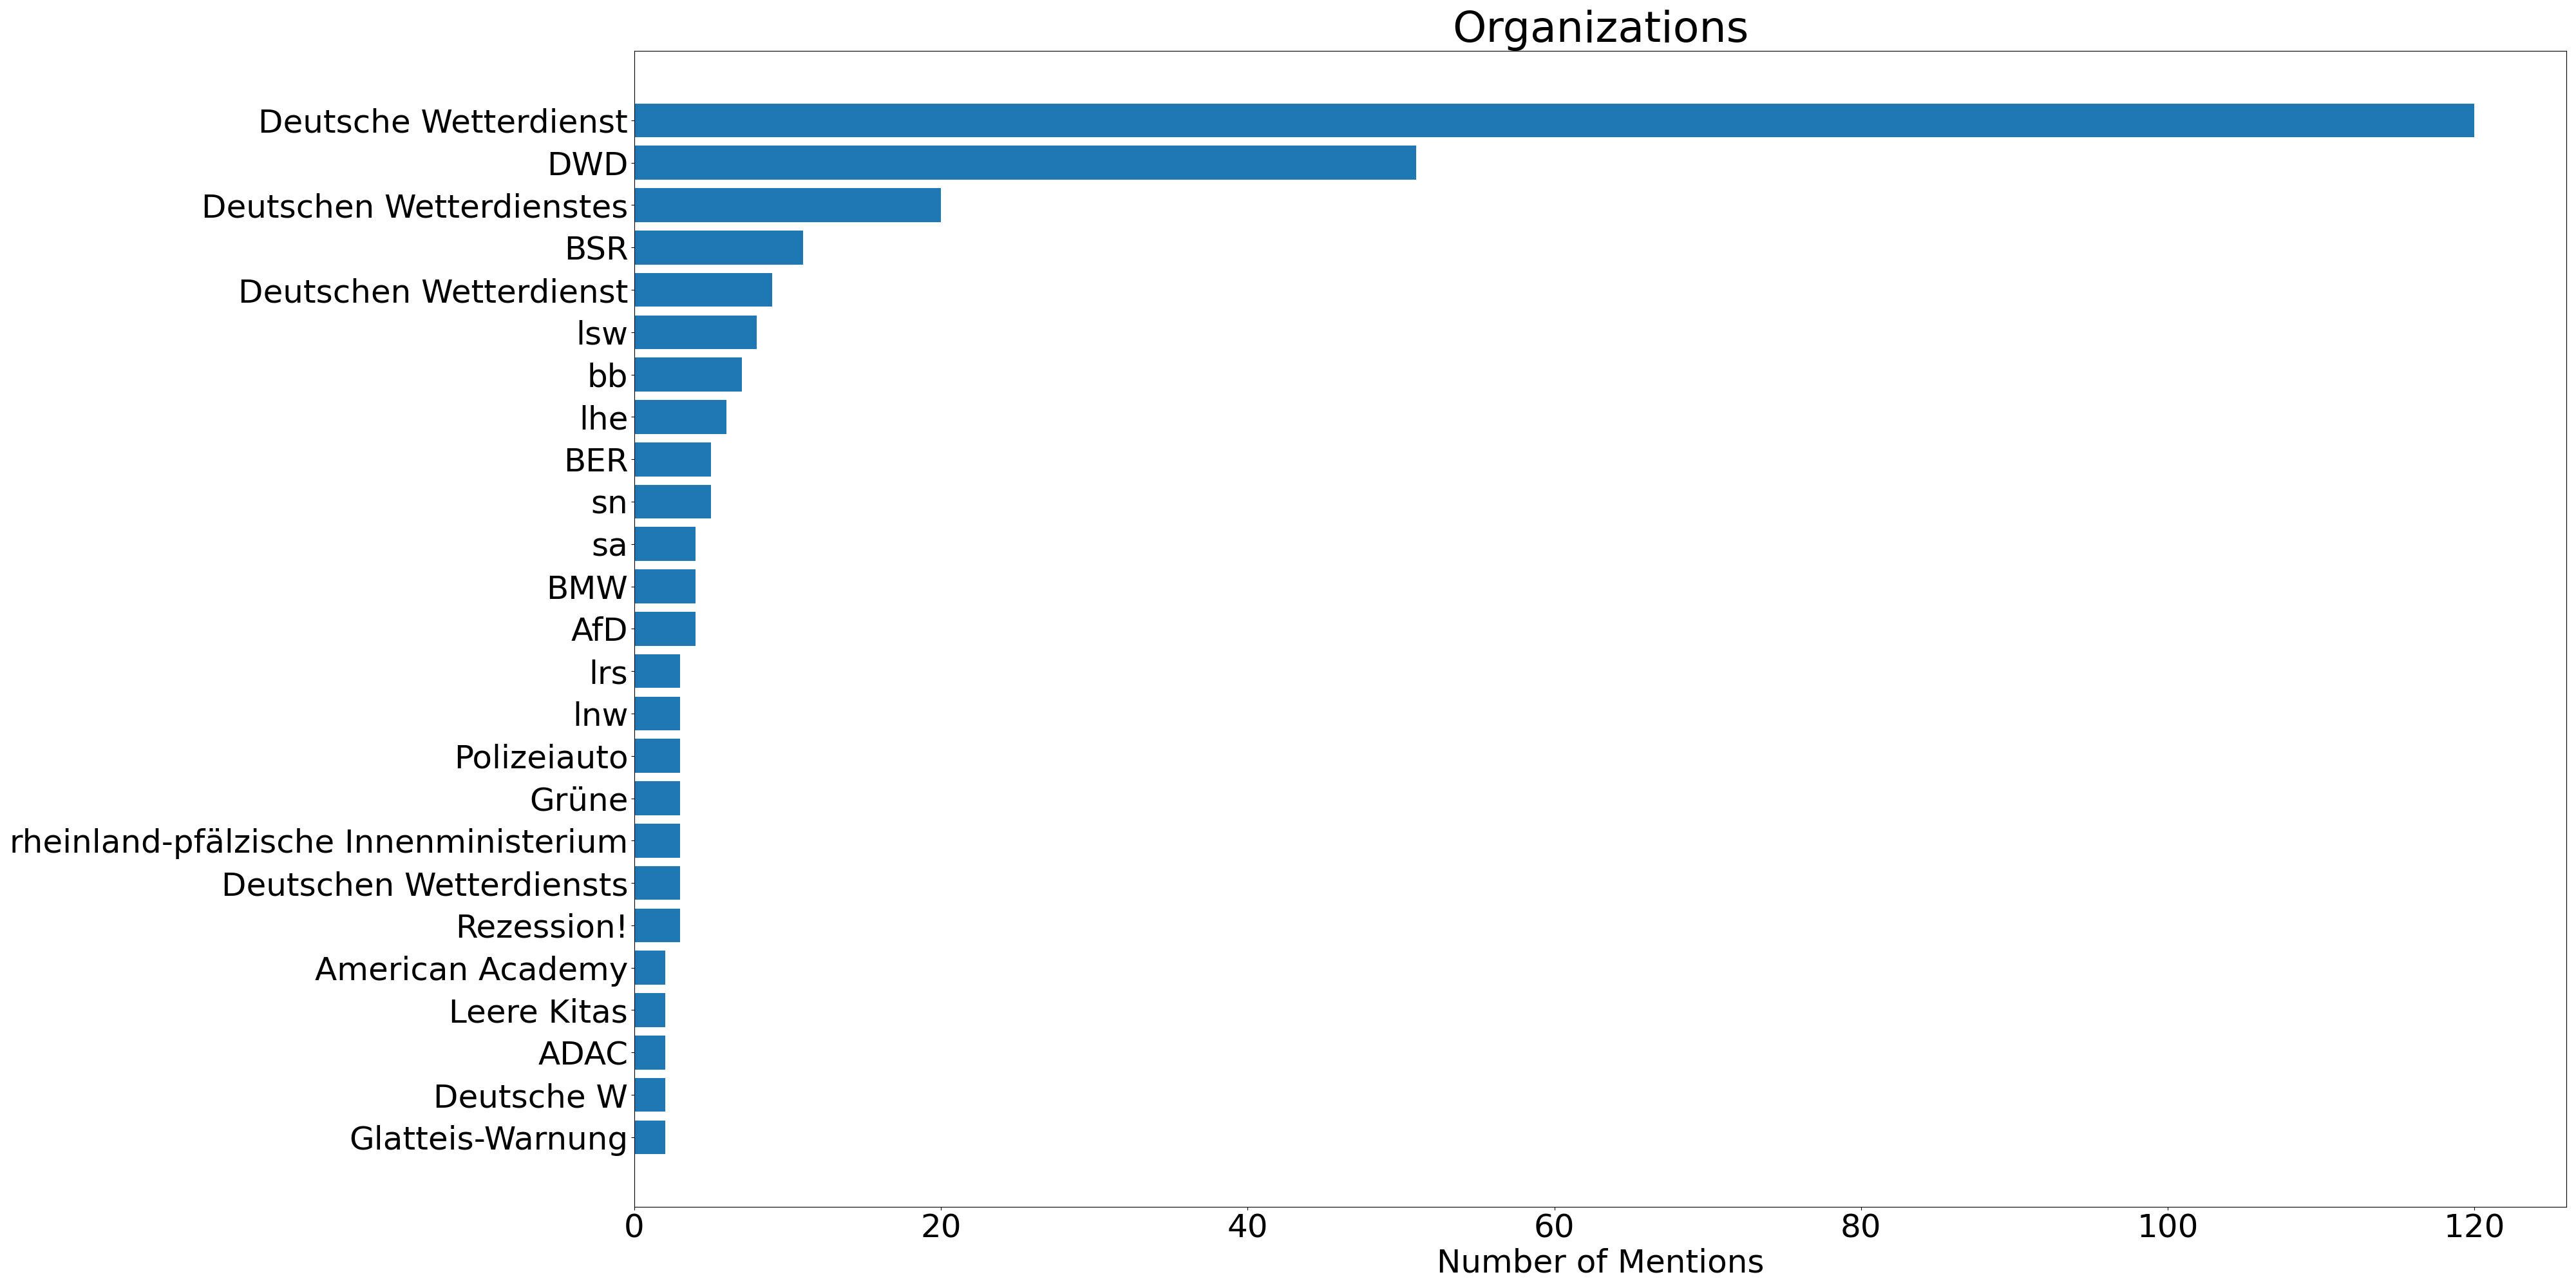 Organizations
Deutsche Wetterdienst
DWD
Deutschen Wetterdienstes
BSR
Deutschen Wetterdienst
lsw
bb
lhe
BER
sn
sa
BMW
AfD
lrs
lnw
Polizeiauto
Grüne
rheinland-pfälzische Innenministerium
Deutschen Wetterdiensts
Rezession!
American Academy
Leere Kitas
ADAC
Deutsche W
Glatteis-Warnung
0 20 40 60 80 100 120
Number of Mentions